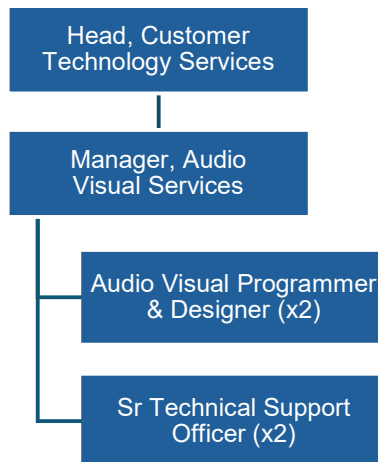 Head, Customer
Technology Services
Manager, Audio
Visual Services
Audio Visual Programmer
& Designer (x2)
Sr Technical Support
Officer (x2)